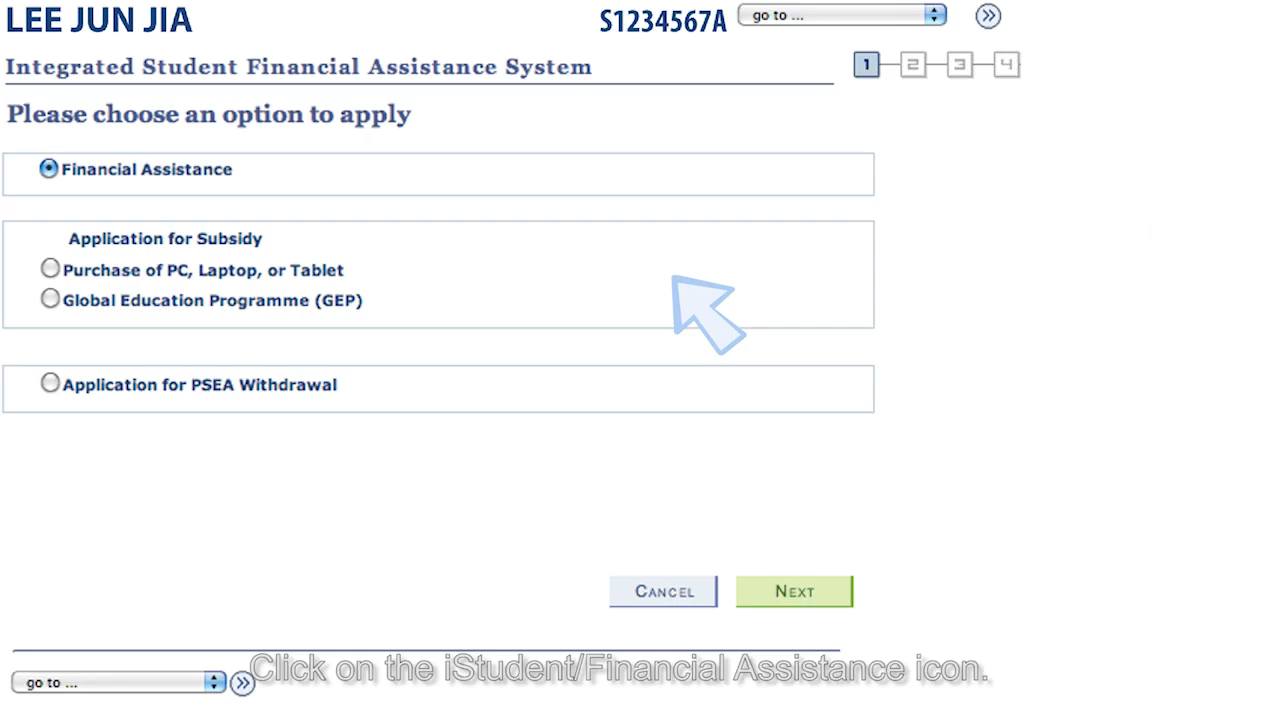 LEE JUN JIA
S1234567A
go to ...
Integrated Student Financial Assistance System
1 2 3 4
Please choose an option to apply
Financial Assistance
Application for Subsidy
Purchase of PC, Laptop, or Tablet
Global Education Programme (GEP)
Application for PSEA Withdrawal
CANCEL
NEXT
Click on the iStudent/Financial Assistance icon.
go to ...